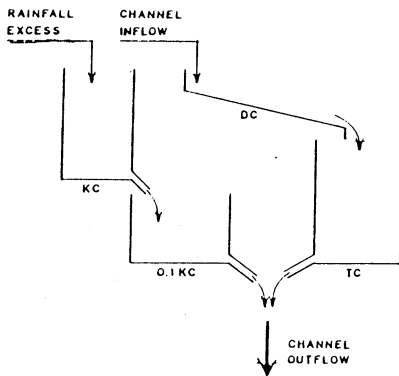 RAINFALL
EXCESS
CHANNEL
INFLOW
DC
KC
0.1 KC
TC
CHANNEL
OUTFLOW